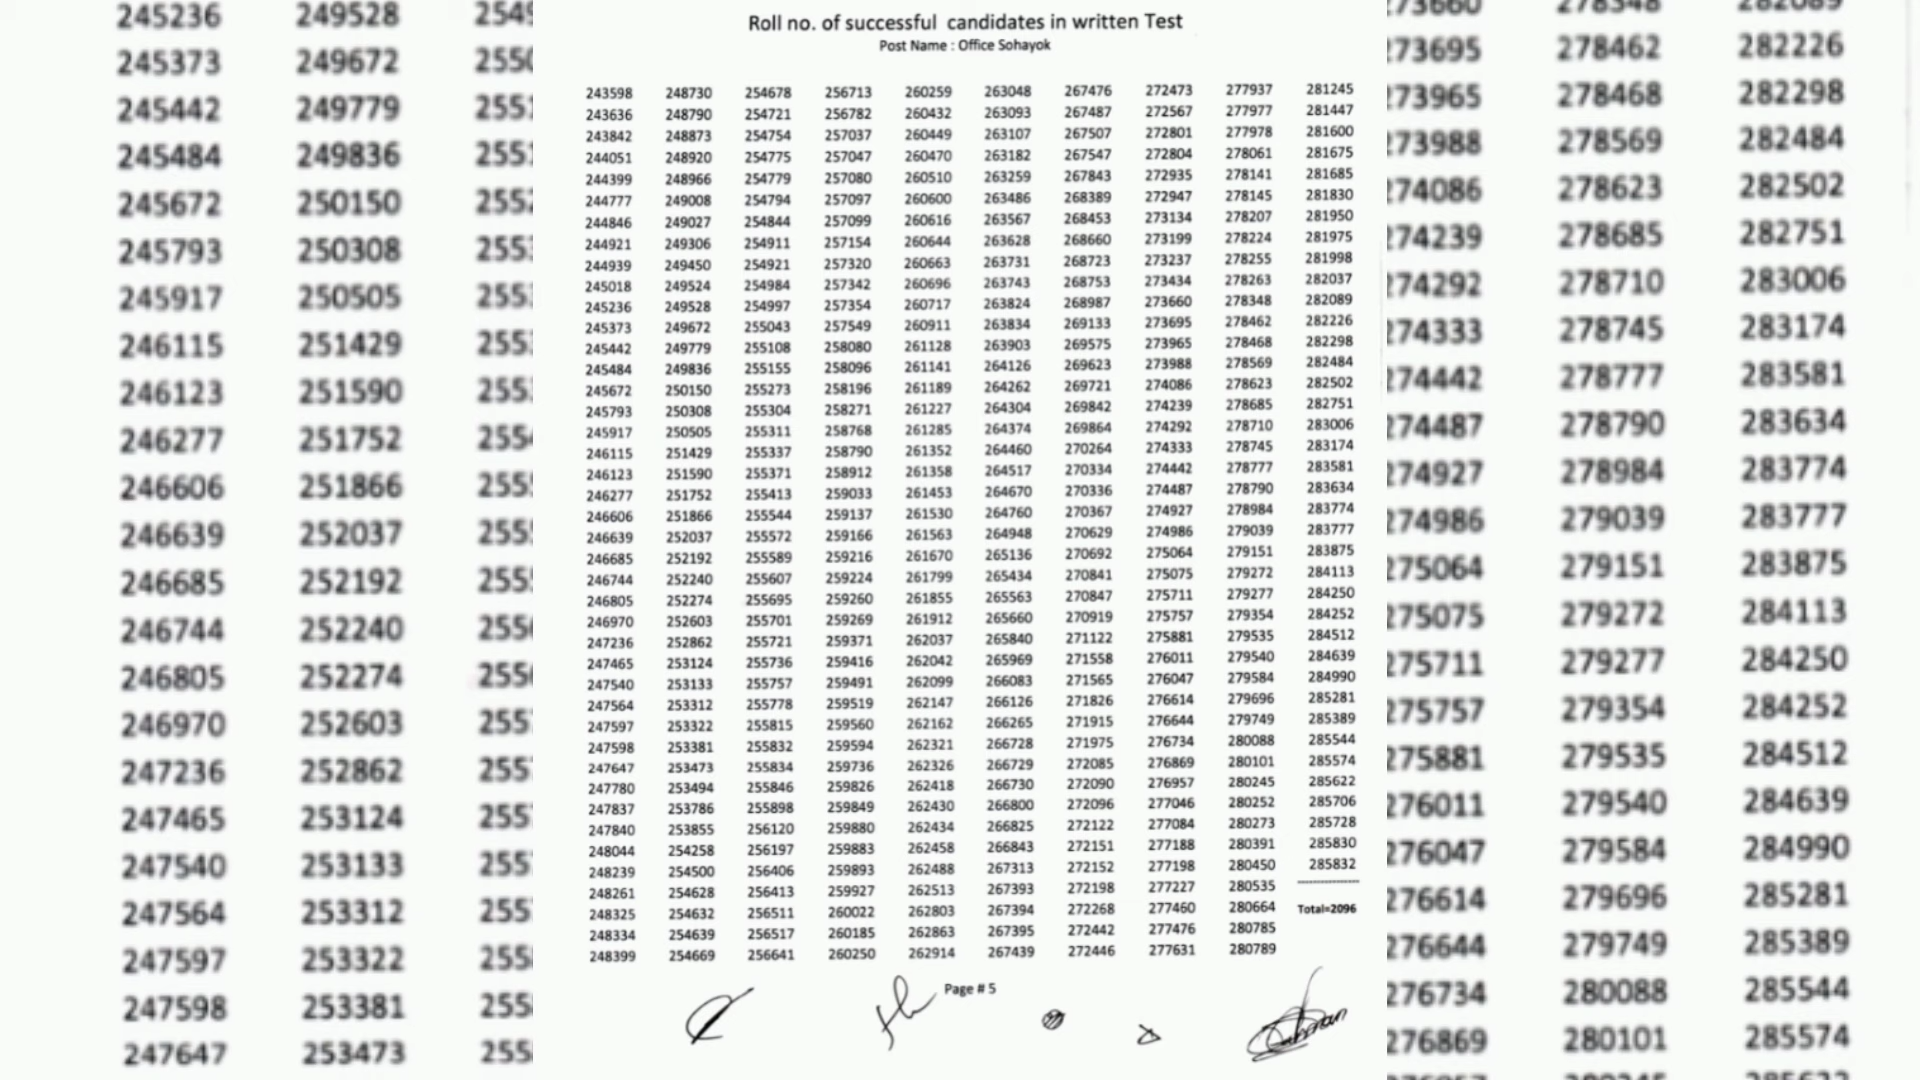 Roll no. of successful candidates in written Test
Post Name : Office Sohayok
243598 248730 254678 256713 260259 263048 267476 272473 277937 281245
243636 248790 254721 256782 260432 263093 267487 272567 277977 281447
243842 248873 254754 257037 260449 263107 267507 272801 277978 281600
244051 248920 254775 257047 260470 263182 267547 272804 278061 281675
244399 248966 254779 257080 260510 263259 267843 272935 278141 281685
244777 249008 254794 257097 260600 263486 268389 272947 278145 281830
244846 249027 254844 257099 260616 263567 268453 273134 278207 281950
244921 249306 254911 257154 260644 263628 268660 273199 278224 281975
244939 249450 254921 257320 260663 263731 268723 273237 278255 281998
245018 249524 254984 257342 260696 263743 268753 273434 278263 282037
245236 249528 254997 257354 260717 263824 268987 273660 278348 282089
245373 249672 255043 257549 260911 263834 269133 273695 278462 282226
245442 249779 255108 258080 261128 263903 269575 273965 278468 282298
245484 249836 255155 258096 261141 264126 269623 273988 278569 282484
245672 250150 255273 258196 261189 264262 269721 274086 278623 282502
245793 250308 255304 258271 261227 264304 269842 274239 278685 282751
245917 250505 255311 258768 261285 264374 269864 274292 278710 283006
246115 251429 255337 258790 261352 264460 270264 274333 278745 283174
246123 251590 255371 258912 261358 264517 270334 274442 278777 283581
246277 251752 255413 259033 261453 264670 270336 274487 278790 283634
246606 251866 255544 259137 261530 264760 270367 274927 278984 283774
246639 252037 255572 259166 261563 264948 270629 274986 279039 283777
246685 252192 255589 259216 261670 265136 270692 275064 279151 283875
246744 252240 255607 259224 261799 265434 270841 275075 279272 284113
246805 252274 255695 259260 261855 265563 270847 275711 279277 284250
246970 252603 255701 259269 261912 265660 270919 275757 279354 284252
247236 252862 255721 259371 262037 265840 271122 275881 279535 284512
247465 253124 255736 259416 262042 265969 271558 276011 279540 284639
247540 253133 255757 259491 262099 266083 271565 276047 279584 284990
247564 253312 255778 259519 262147 266126 271826 276614 279696 285281
247597 253322 255815 259560 262162 266265 271915 276644 279749 285389
247598 253381 255832 259594 262321 266728 271975 276734 280088 285544
247647 253473 255834 259736 262326 266729 272085 276869 280101 285574
247780 253494 255846 259826 262418 266730 272090 276957 280245 285622
247837 253786 255898 259849 262430 266800 272096 277046 280252 285706
247840 253855 256120 259880 262434 266825 272122 277084 280273 285728
248044 254258 256197 259883 262458 266843 272151 277188 280391 285830
248239 254500 256406 259893 262488 267313 272152 277198 280450 285832
248261 254628 256413 259927 262513 267393 272198 277227 280535
248325 254632 256511 260022 262803 267394 272268 277460 280664 Total=2096
248334 254639 256517 260185 262863 267395 272442 277476 280785
248399 254669 256641 260250 262914 267439 272446 277631 280789
Page # 5